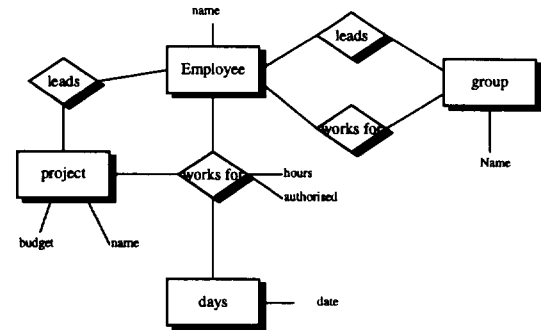 name
leads
Employee
leads
group
works for
Name
project
works for
hours
authorised
budget
name
days
date